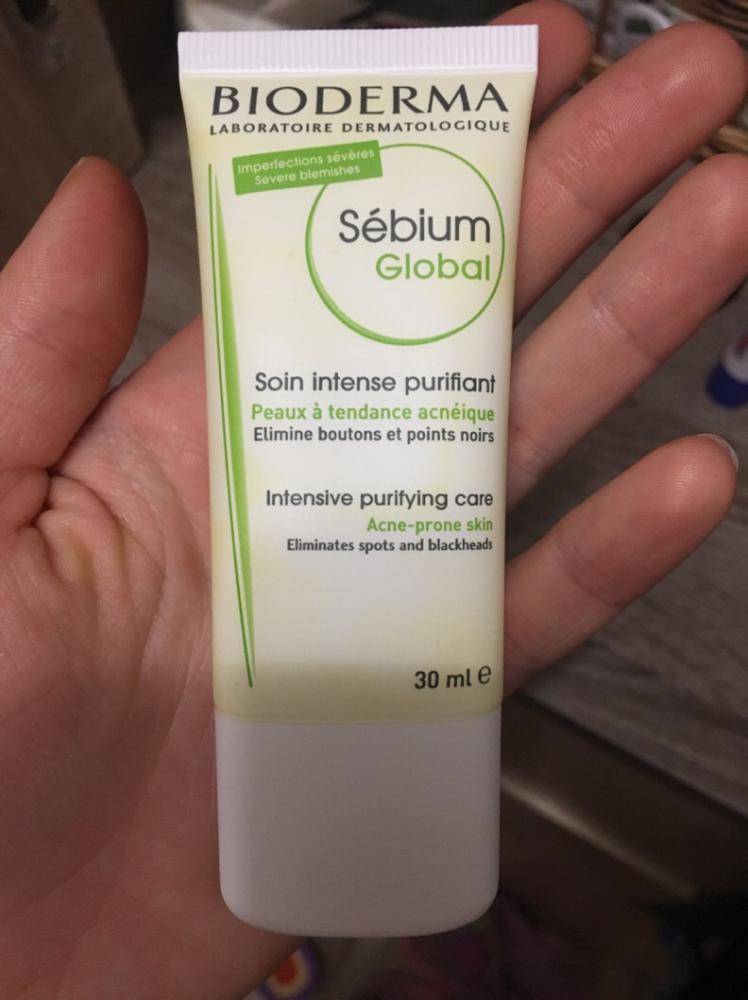 BIODERMA
LABORATOIRE DERMATOLOGIQUE
Imperfections sévères
Severe blemishes
Sébium
Global
Soin intense purifiant
Peaux à tendance acnéique
Elimine boutons et points noirs
Intensive purifying care
Acne-prone skin
Eliminates spots and blackheads
30 ml e